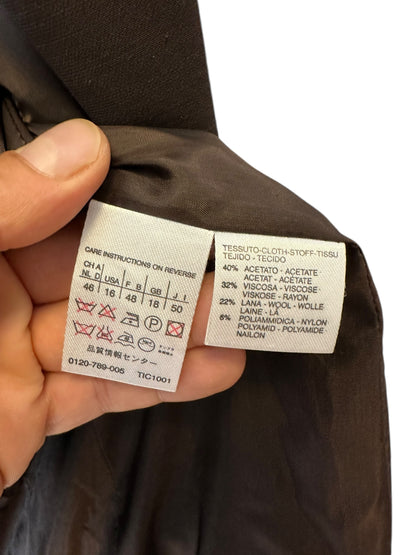 CARE INSTRUCTIONS ON REVERSE
CH A NL D USA F B GB J I
46 16 48 18 50
品質情報センター
0120-789-005 TIC1001
TESSUTO-CLOTH-STOFF-TISSU
TEJIDO - TECIDO
40% ACETATO - ACETATE
ACETAT - ACETATE
32% VISCOSA - VISCOSE -
VISKOSE - RAYON
22% LANA - WOOL - WOLLE
LAINE - LÃ
6% POLIAMMIDICA - NYLON
POLYAMID - POLYAMIDE
NAILON